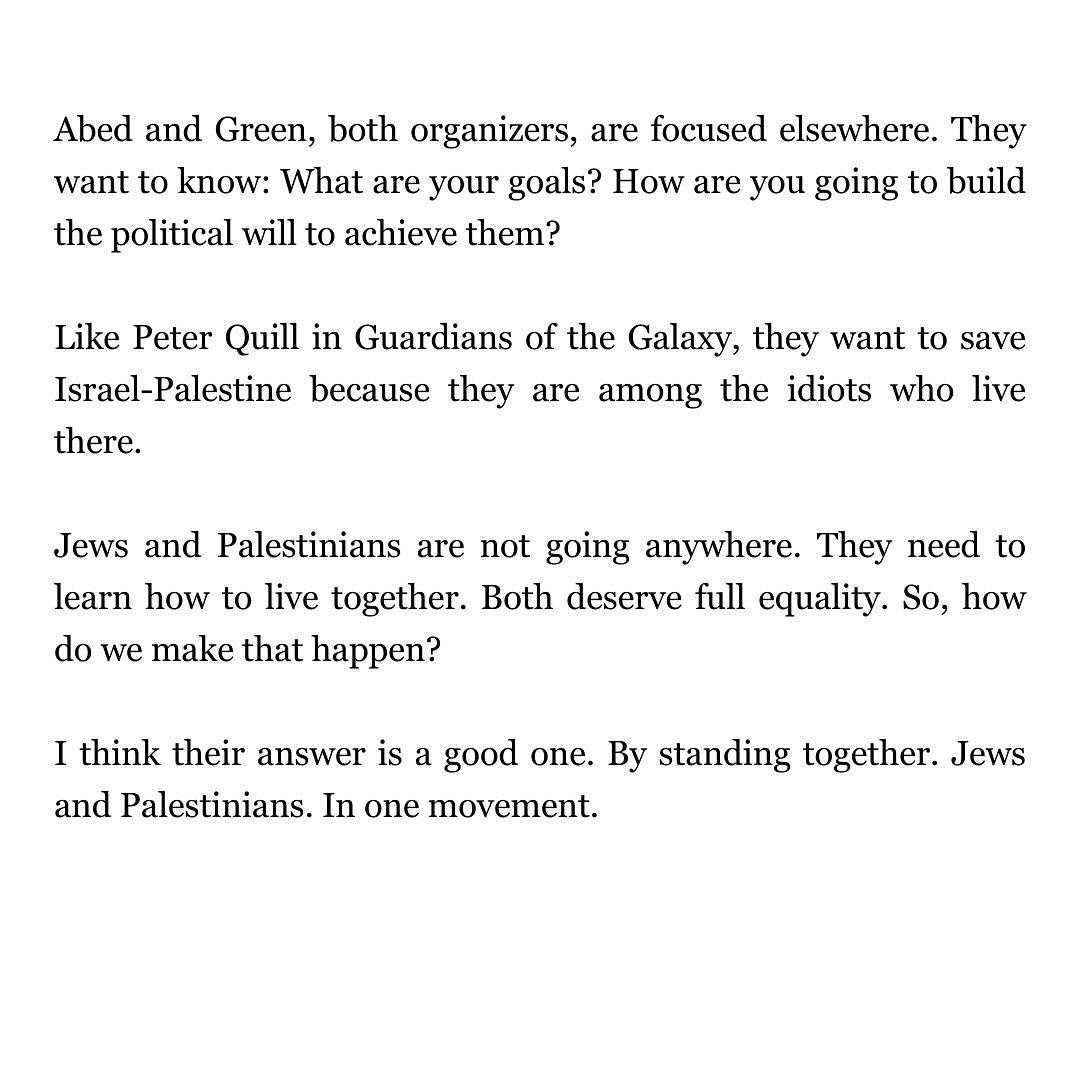 Abed and Green, both organizers, are focused elsewhere. They
want to know: What are your goals? How are you going to build
the political will to achieve them?
Like Peter Quill in Guardians of the Galaxy, they want to save
Israel-Palestine because they are among the idiots who live
there.
Jews and Palestinians are not going anywhere. They need to
learn how to live together. Both deserve full equality. So, how
do we make that happen?
I think their answer is a good one. By standing together. Jews
and Palestinians. In one movement.